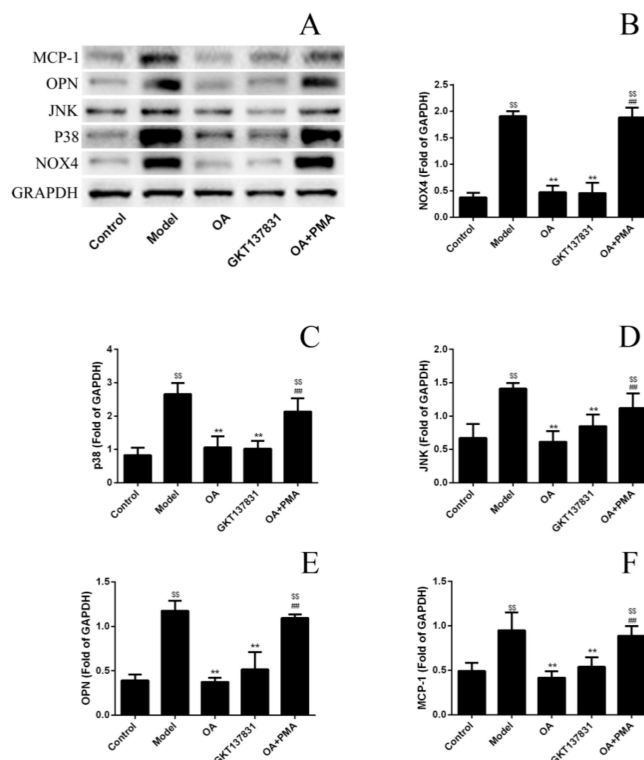 A
MCP-1
OPN
JNK
P38
NOX4
GRAPDH
Control
Model
OA
GKT137831
OA+PMA
B
NOX4 (Fold of GAPDH)
2.5
2.0
1.5
1.0
0.5
0.0
$$
**
**
$$
##
Control
Model
OA
GKT137831
OA+PMA
C
p38 (Fold of GAPDH)
4
3
2
1
0
$$
**
**
$$
##
Control
Model
OA
GKT137831
OA+PMA
D
JNK (Fold of GAPDH)
2.0
1.5
1.0
0.5
0.0
$$
**
**
$$
##
Control
Model
OA
GKT137831
OA+PMA
E
OPN (Fold of GAPDH)
1.5
1.0
0.5
0.0
$$
**
**
$$
##
Control
Model
OA
GKT137831
OA+PMA
F
MCP-1 (Fold of GAPDH)
1.5
1.0
0.5
0.0
$$
**
**
$$
##
Control
Model
OA
GKT137831
OA+PMA